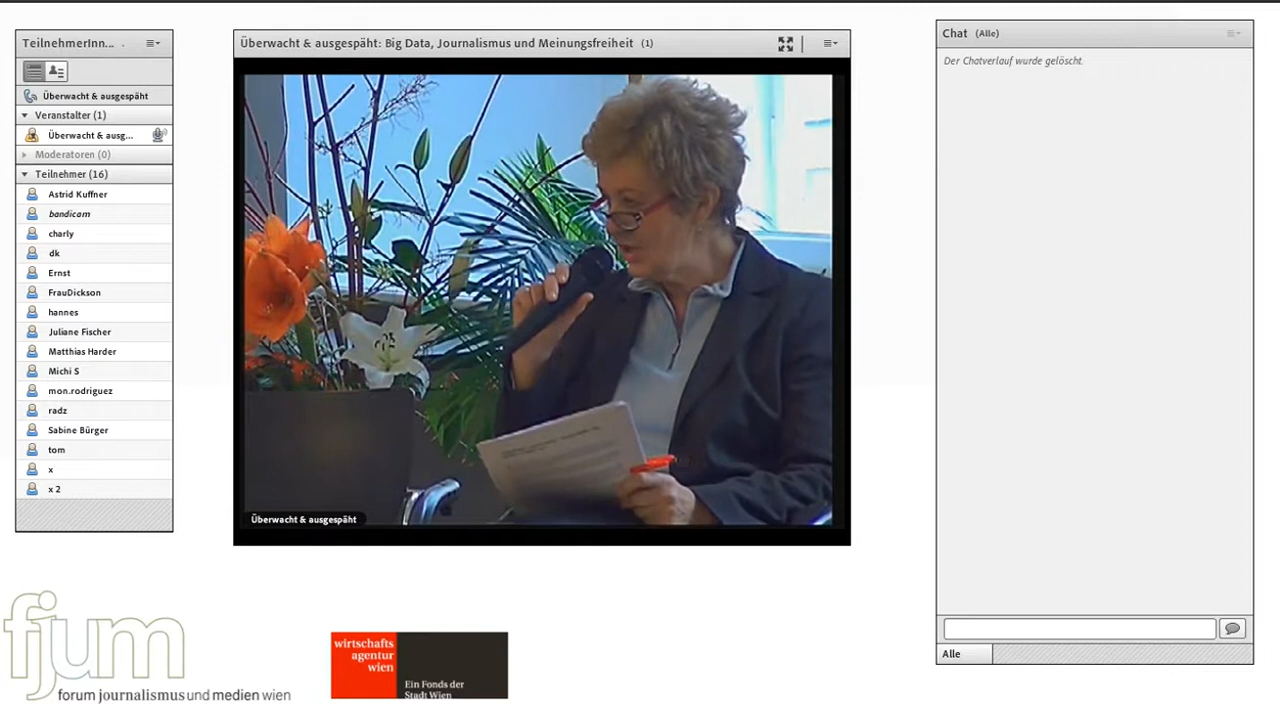 TeilnehmerInn...
Überwacht & ausgespäht
Veranstalter (1)
Überwacht & ausg...
Moderatoren (0)
Teilnehmer (16)
Astrid Kuffner
bandicam
charly
dk
Ernst
FrauDickson
hannes
Juliane Fischer
Matthias Harder
Michi S
mon.rodriguez
radz
Sabine Bürger
tom
x
x 2
Überwacht & ausgespäht: Big Data, Journalismus und Meinungsfreiheit (1)
Überwacht & ausgespäht
Chat (Alle)
Der Chatverlauf wurde gelöscht.
Alle
fjum
forum journalismus und medien wien
wirtschafts
agentur
wien
Ein Fonds der
Stadt Wien